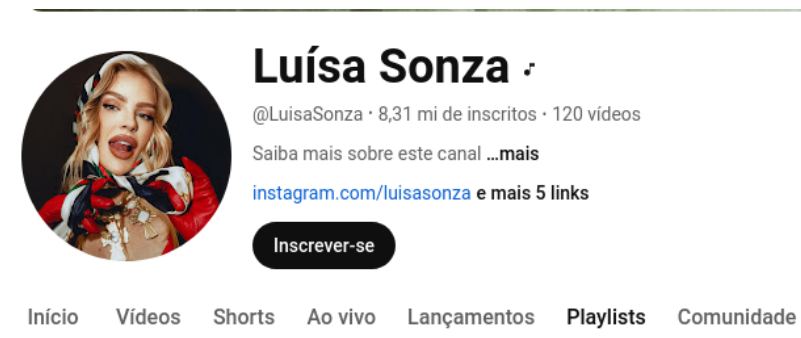 Luísa Sonza
@LuisaSonza · 8,31 mi de inscritos · 120 vídeos
Saiba mais sobre este canal ...mais
instagram.com/luisasonza e mais 5 links
Inscrever-se
Início Vídeos Shorts Ao vivo Lançamentos Playlists Comunidade